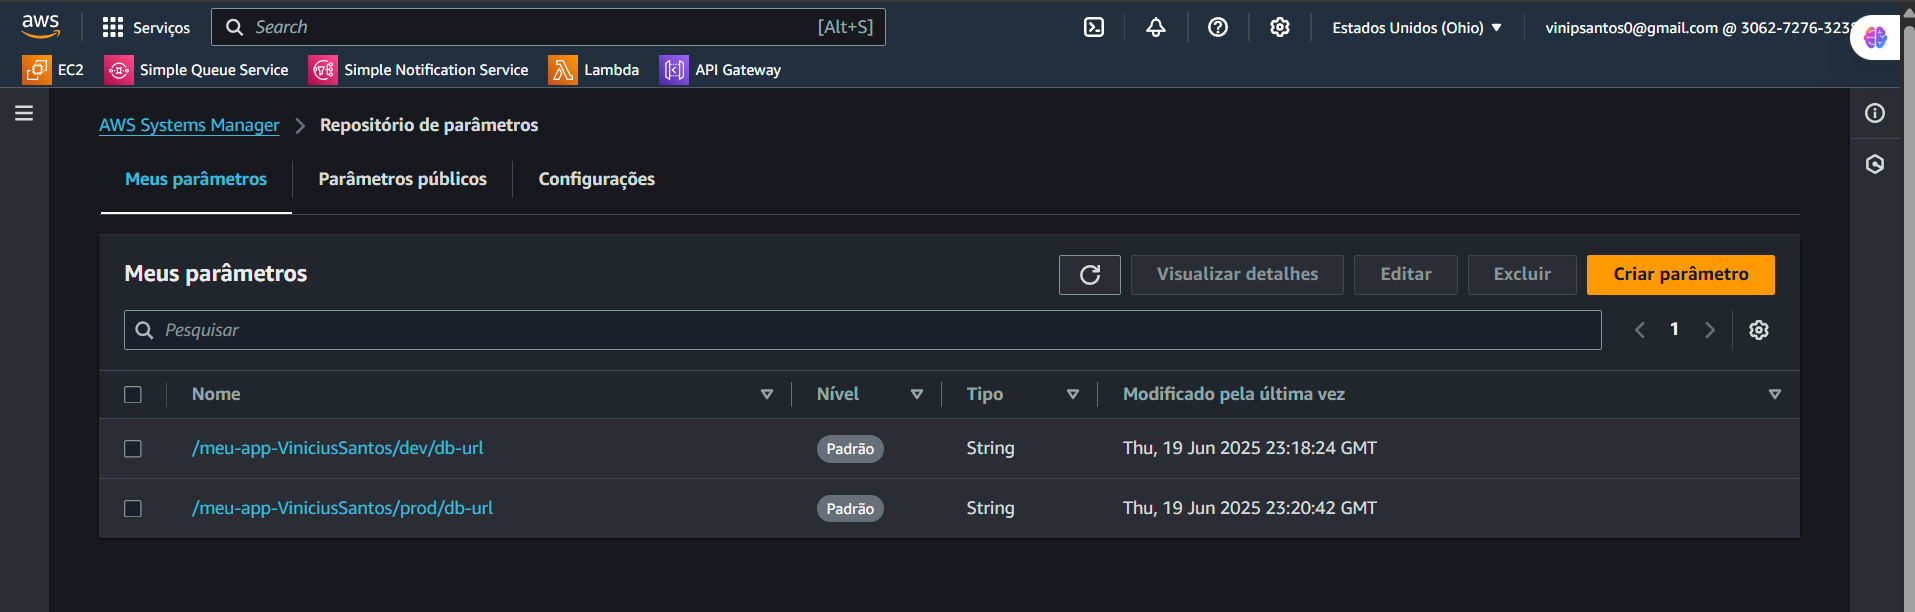 aws Serviços Search [Alt+S] Estados Unidos (Ohio) vinipsantos0@gmail.com @ 3062-7276-323
EC2 Simple Queue Service Simple Notification Service Lambda API Gateway
AWS Systems Manager Repositório de parâmetros
Meus parâmetros Parâmetros públicos Configurações
Meus parâmetros Visualizar detalhes Editar Excluir Criar parâmetro
Pesquisar 1
Nome Nível Tipo Modificado pela última vez
/meu-app-ViniciusSantos/dev/db-url Padrão String Thu, 19 Jun 2025 23:18:24 GMT
/meu-app-ViniciusSantos/prod/db-url Padrão String Thu, 19 Jun 2025 23:20:42 GMT